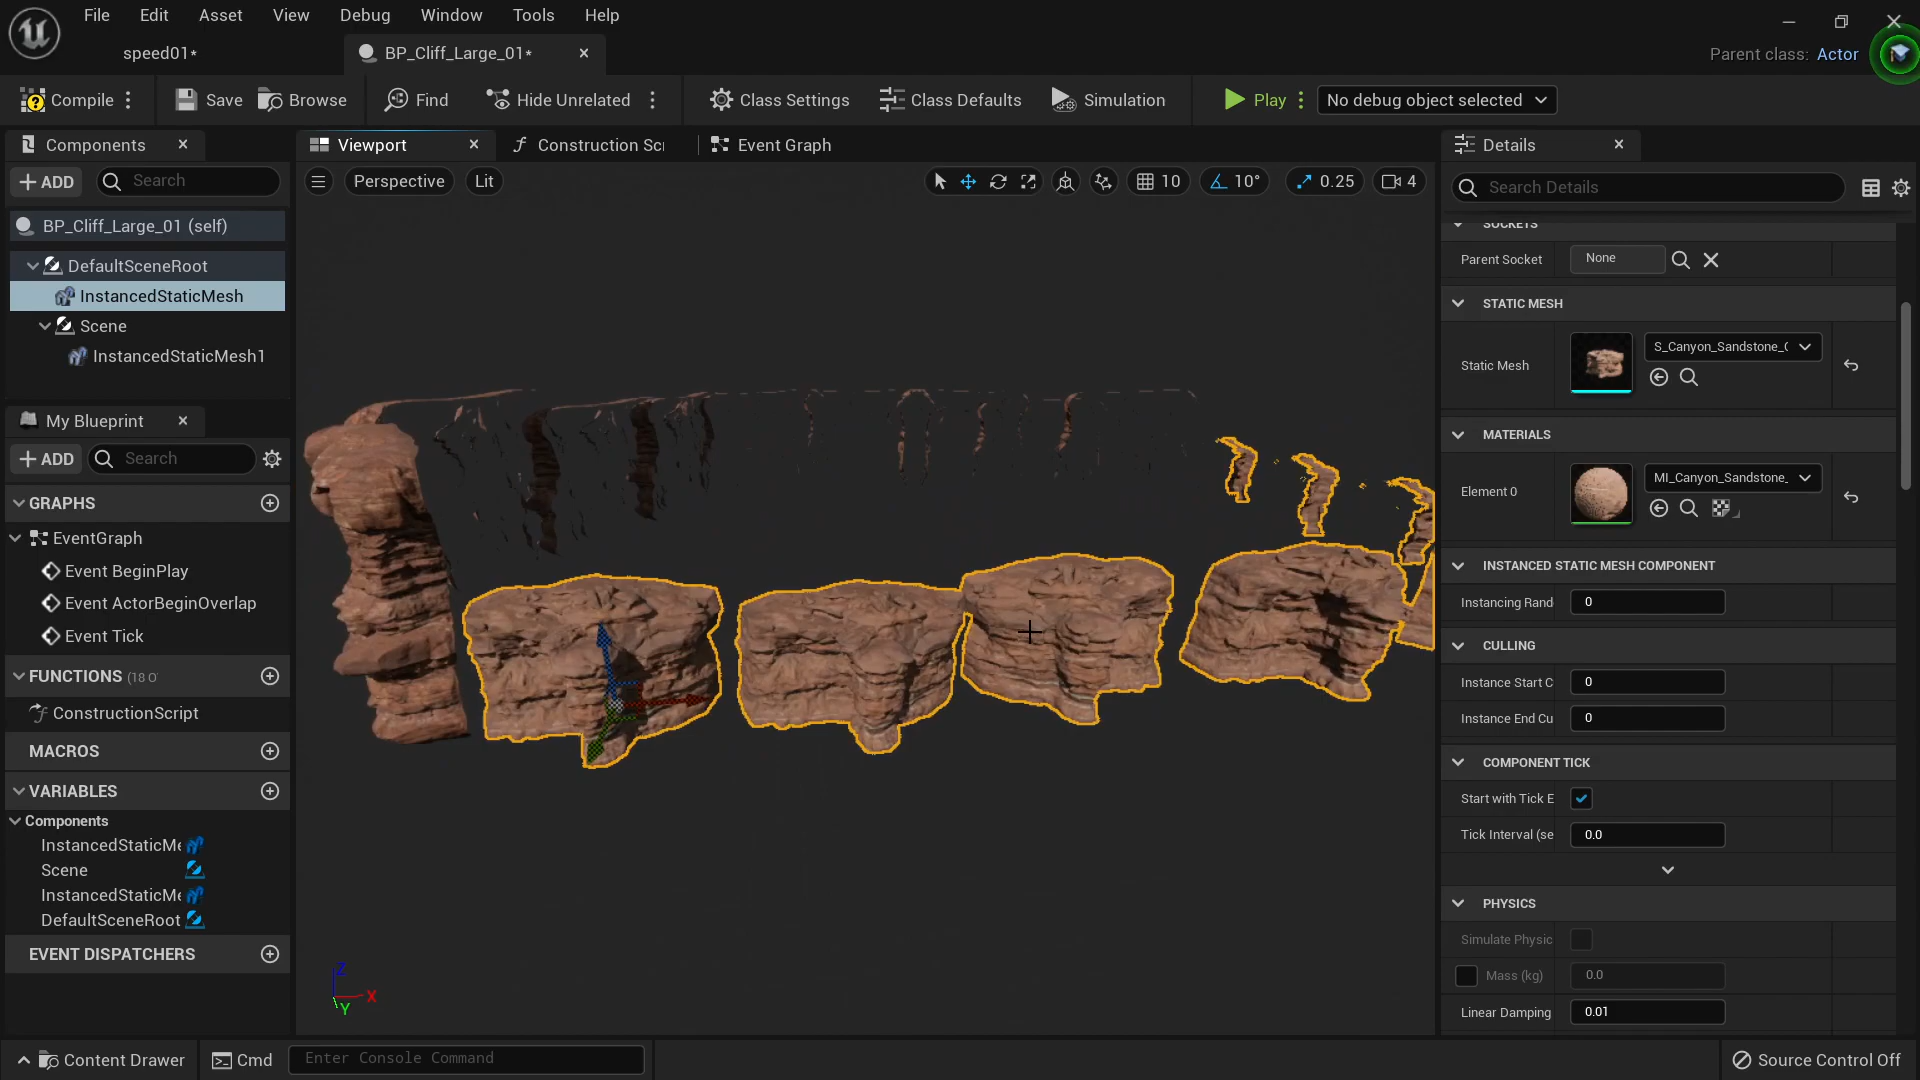 File Edit Asset View Debug Window Tools Help
speed01*
BP_Cliff_Large_01*
Parent class: Actor
Compile
Save
Browse
Find
Hide Unrelated
Class Settings
Class Defaults
Simulation
Play
No debug object selected
Components
Viewport
Construction Scr
Event Graph
Details
ADD
Search
Perspective
Lit
10
10°
0.25
4
Search Details
BP_Cliff_Large_01 (self)
DefaultSceneRoot
InstancedStaticMesh
Scene
InstancedStaticMesh1
SOCKETS
Parent Socket
None
STATIC MESH
Static Mesh
S_Canyon_Sandstone_
MATERIALS
Element 0
MI_Canyon_Sandstone_
INSTANCED STATIC MESH COMPONENT
Instancing Rand
0
CULLING
Instance Start C
0
Instance End Cu
0
COMPONENT TICK
Start with Tick E
Tick Interval (se
0.0
PHYSICS
Simulate Physic
Mass (kg)
0.0
Linear Damping
0.01
My Blueprint
ADD
Search
GRAPHS
EventGraph
Event BeginPlay
Event ActorBeginOverlap
Event Tick
FUNCTIONS (18 O
ConstructionScript
MACROS
VARIABLES
Components
InstancedStaticMe
Scene
InstancedStaticMe
DefaultSceneRoot
EVENT DISPATCHERS
Z
X
Y
Content Drawer
Cmd
Enter Console Command
Source Control Off